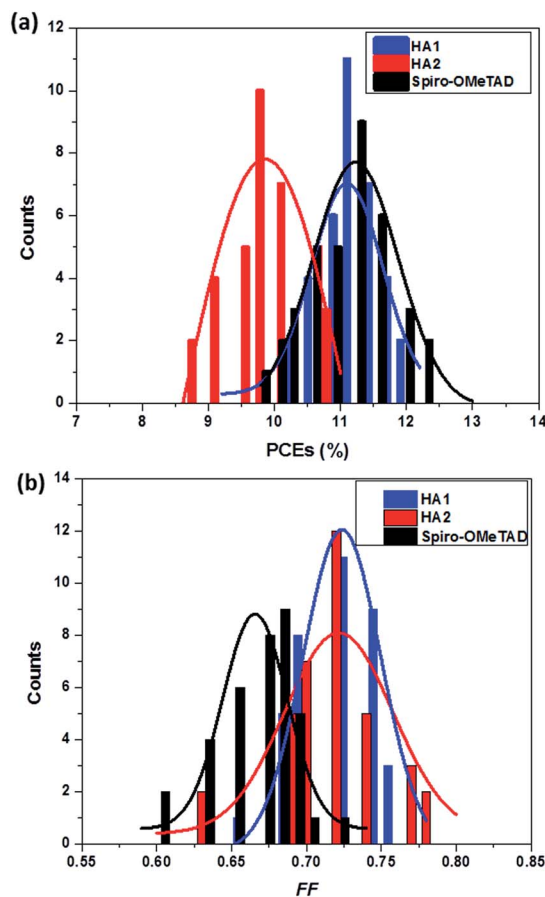 (a)
12
10
8
6
4
2
0
Counts
HA1
HA2
Spiro-OMeTAD
7 8 9 10 11 12 13 14
PCEs (%)
(b)
14
12
10
8
6
4
2
0
Counts
HA1
HA2
Spiro-OMeTAD
0.55 0.60 0.65 0.70 0.75 0.80 0.85
FF